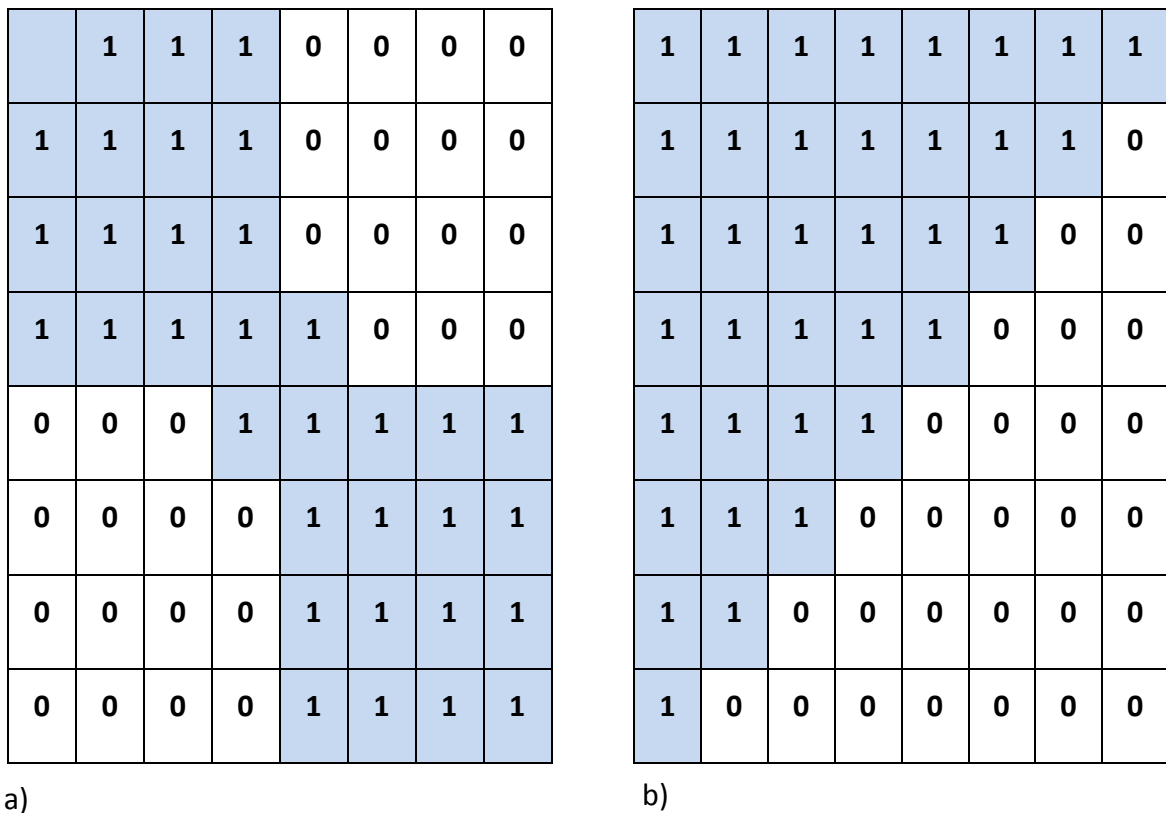 1 1 1 0 0 0 0
1 1 1 1 0 0 0 0
1 1 1 1 0 0 0 0
1 1 1 1 1 0 0 0
0 0 0 1 1 1 1 1
0 0 0 0 1 1 1 1
0 0 0 0 1 1 1 1
0 0 0 0 1 1 1 1
a)
1 1 1 1 1 1 1 1
1 1 1 1 1 1 1 0
1 1 1 1 1 1 0 0
1 1 1 1 1 0 0 0
1 1 1 1 0 0 0 0
1 1 1 0 0 0 0 0
1 1 0 0 0 0 0 0
1 0 0 0 0 0 0 0
b)